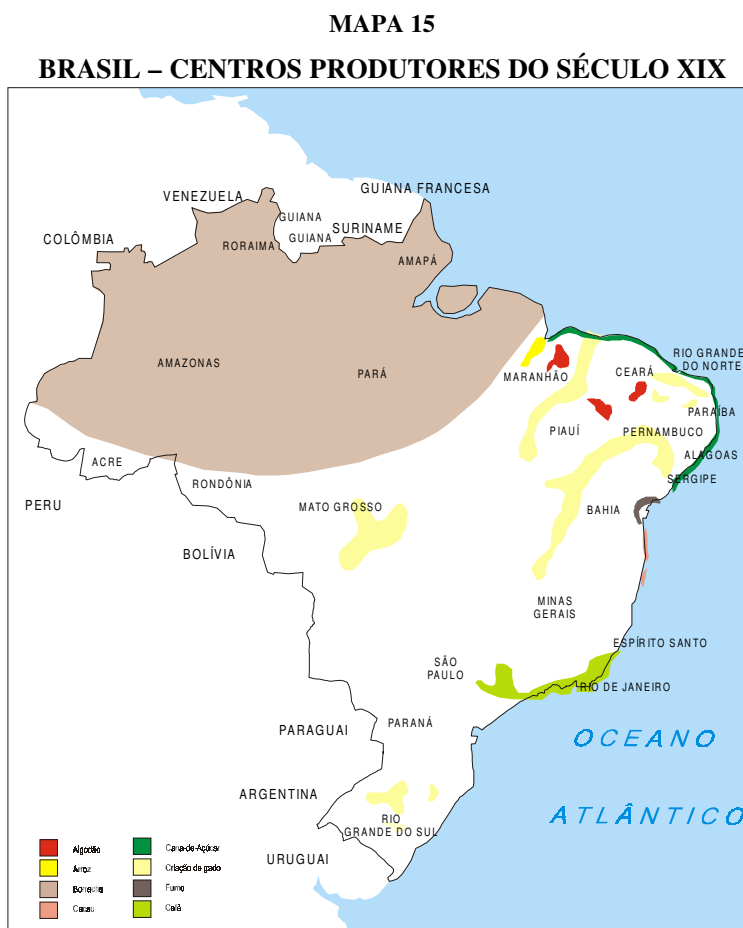 MAPA 15
BRASIL – CENTROS PRODUTORES DO SÉCULO XIX
VENEZUELA
GUIANA FRANCESA
GUIANA
SURINAME
COLÔMBIA
GUIANA
RORAIMA
AMAPÁ
AMAZONAS
PARÁ
MARANHÃO
CEARÁ
RIO GRANDE
DO NORTE
PARAÍBA
PIAUÍ
PERNAMBUCO
ALAGOAS
SERGIPE
ACRE
RONDÔNIA
PERU
MATO GROSSO
BAHIA
BOLÍVIA
MINAS
GERAIS
ESPÍRITO SANTO
SÃO
PAULO
RIO DE JANEIRO
PARAGUAI
PARANÁ
OCEANO
ATLÂNTICO
ARGENTINA
RIO
GRANDE DO SUL
URUGUAI
Algodão
Arroz
Borracha
Cacau
Cana-de-Açúcar
Criação de gado
Fumo
Café